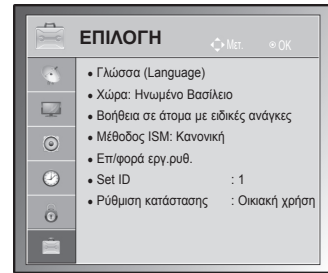 ΕΠΙΛΟΓΗ
Μετ. OK
• Γλώσσα (Language)
• Χώρα: Ηνωμένο Βασίλειο
• Βοήθεια σε άτομα με ειδικές ανάγκες
• Μέθοδος ISM: Κανονική
• Επ/φορά εργ.ρυθ.
• Set ID : 1
• Ρύθμιση κατάστασης : Οικιακή χρήση